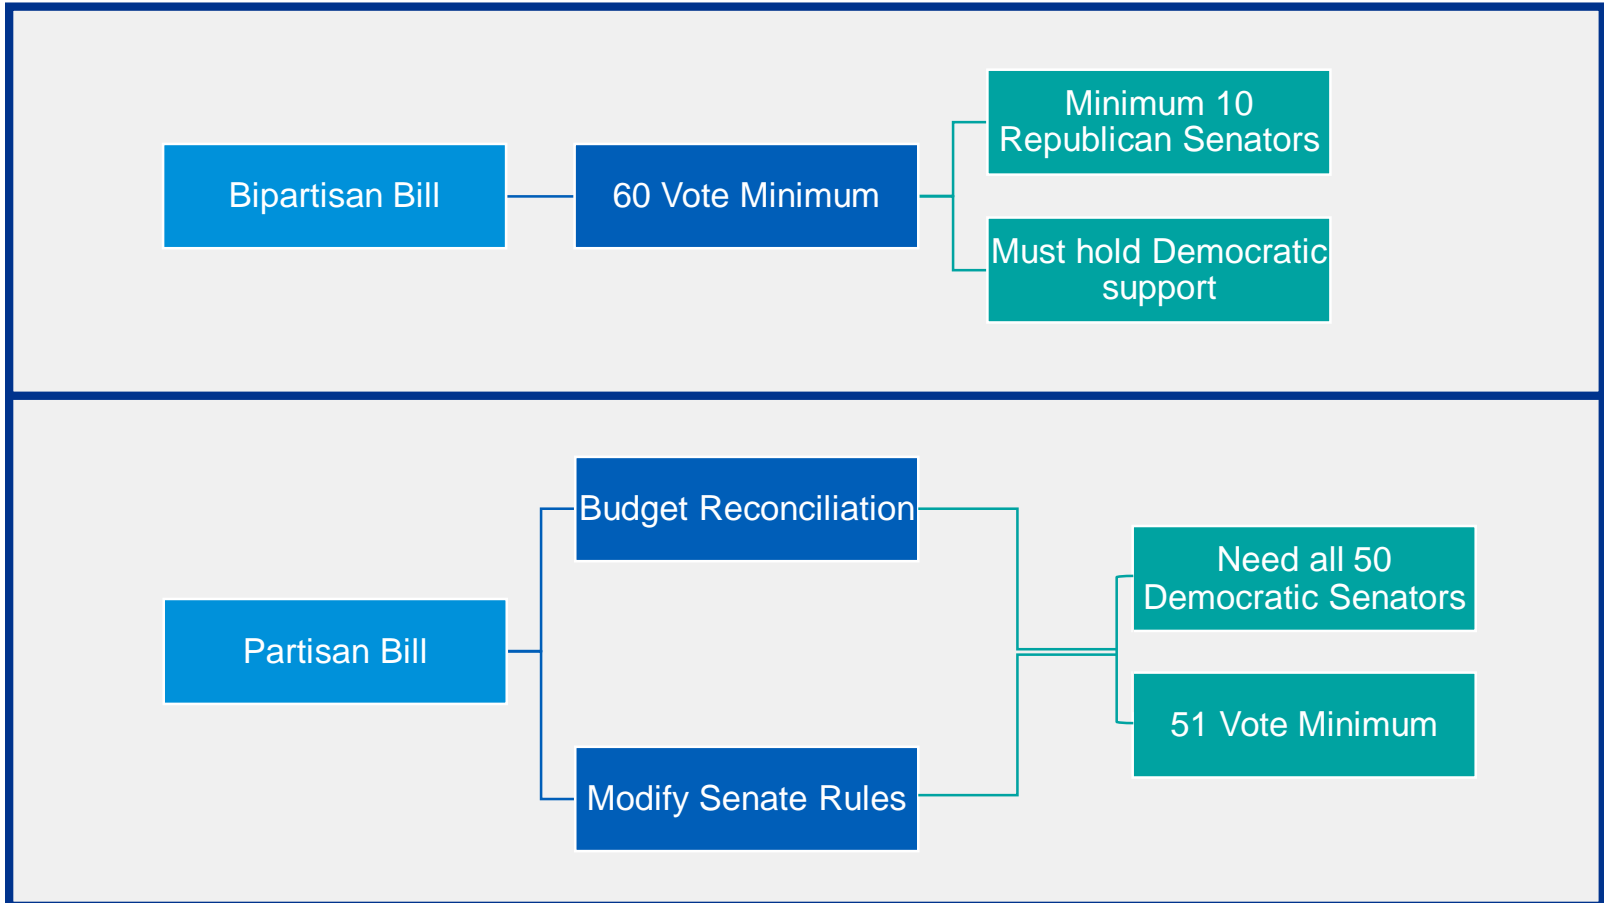 Bipartisan Bill
60 Vote Minimum
Minimum 10
Republican Senators
Must hold Democratic
support
Partisan Bill
Budget Reconciliation
Modify Senate Rules
Need all 50
Democratic Senators
51 Vote Minimum